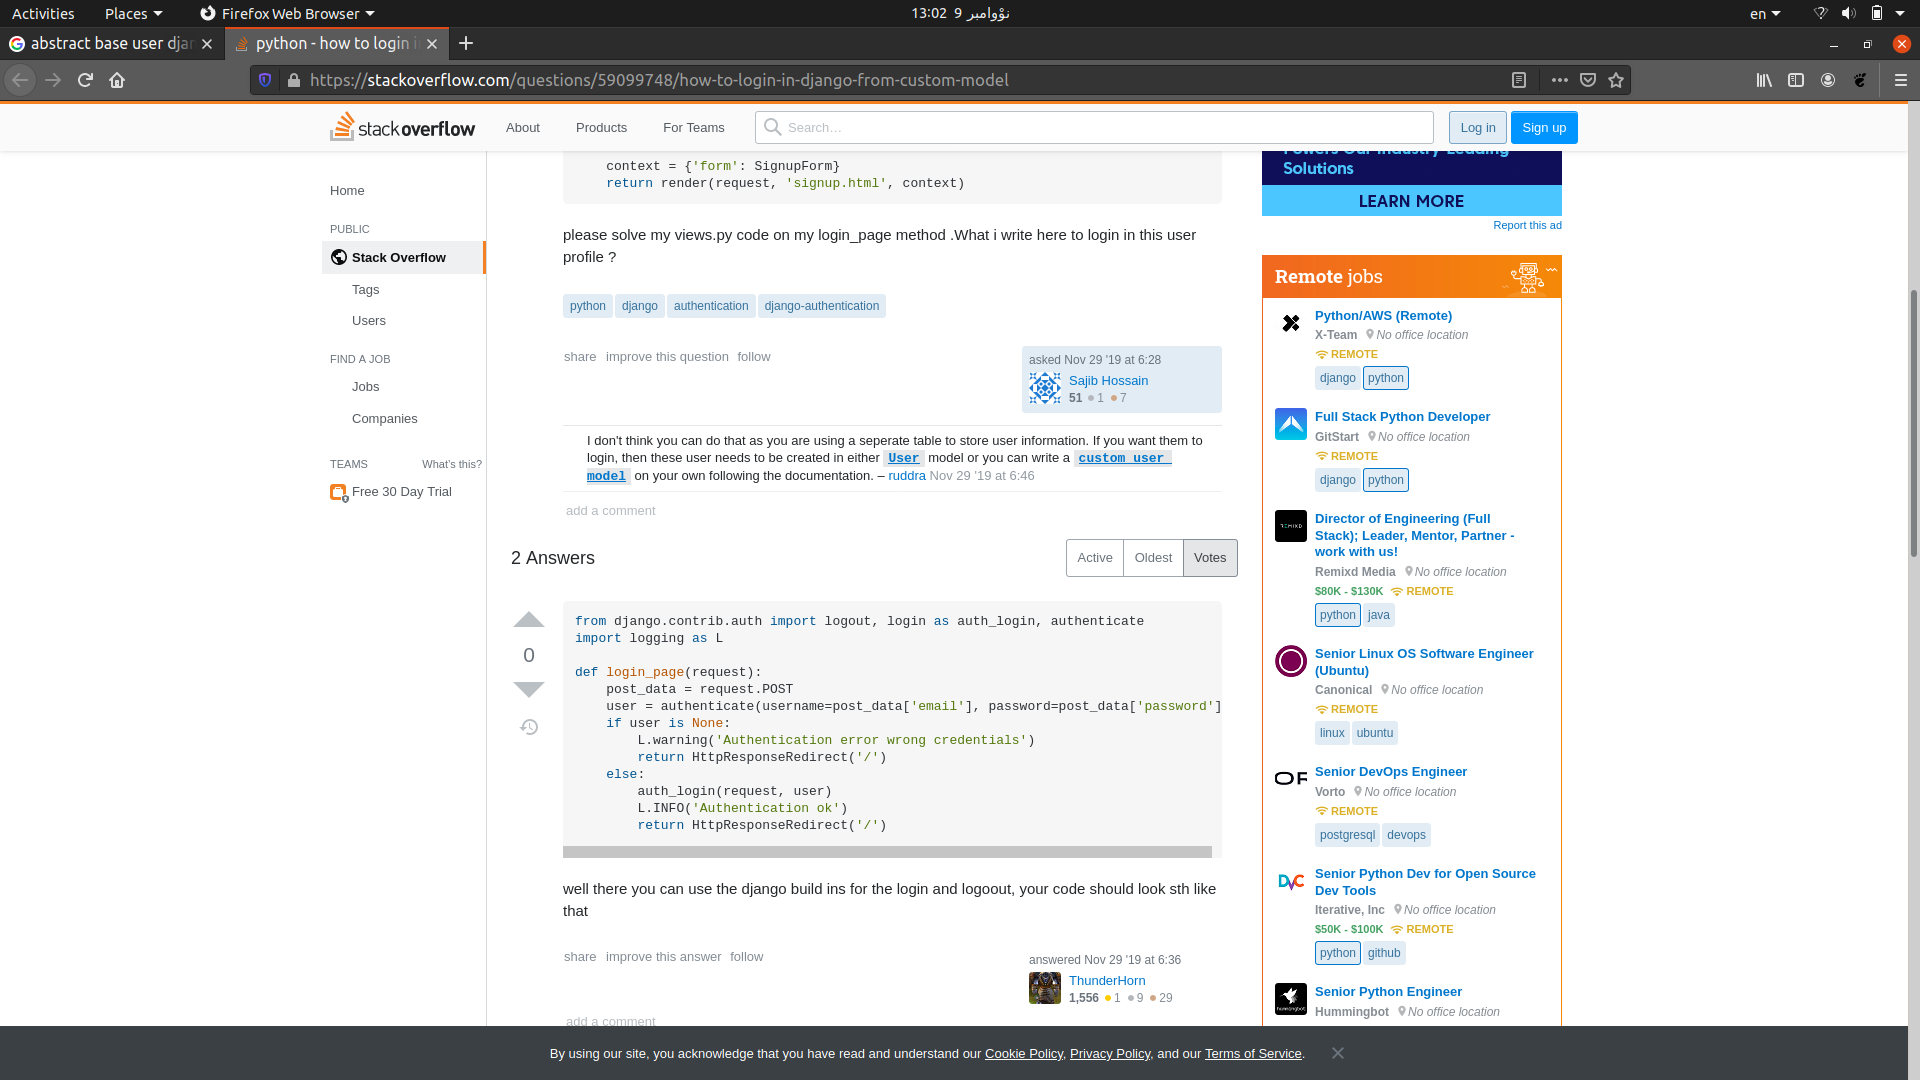 Activities Places Firefox Web Browser نۆوامبر 9 13:02 en
abstract base user djan python - how to login i
https://stackoverflow.com/questions/59099748/how-to-login-in-django-from-custom-model
stackoverflow About Products For Teams Search… Log in Sign up
Home
PUBLIC
Stack Overflow
Tags
Users
FIND A JOB
Jobs
Companies
TEAMS What's this?
Free 30 Day Trial
context = {'form': SignupForm}
return render(request, 'signup.html', context)
please solve my views.py code on my login_page method .What i write here to login in this user
profile ?
python django authentication django-authentication
share improve this question follow
asked Nov 29 '19 at 6:28
Sajib Hossain
51 1 7
I don't think you can do that as you are using a seperate table to store user information. If you want them to
login, then these user needs to be created in either User model or you can write a custom user
model on your own following the documentation. – ruddra Nov 29 '19 at 6:46
add a comment
2 Answers
Active Oldest Votes
0
from django.contrib.auth import logout, login as auth_login, authenticate
import logging as L
def login_page(request):
post_data = request.POST
user = authenticate(username=post_data['email'], password=post_data['password']
if user is None:
L.warning('Authentication error wrong credentials')
return HttpResponseRedirect('/')
else:
auth_login(request, user)
L.INFO('Authentication ok')
return HttpResponseRedirect('/')
well there you can use the django build ins for the login and logoout, your code should look sth like
that
share improve this answer follow
answered Nov 29 '19 at 6:36
ThunderHorn
1,556 1 9 29
add a comment
Powers Our Industry-Leading
Solutions
LEARN MORE
Report this ad
Remote jobs
Python/AWS (Remote)
X-Team No office location
REMOTE
django python
Full Stack Python Developer
GitStart No office location
REMOTE
django python
REMIXD
Director of Engineering (Full
Stack); Leader, Mentor, Partner -
work with us!
Remixd Media No office location
$80K - $130K REMOTE
python java
Senior Linux OS Software Engineer
(Ubuntu)
Canonical No office location
REMOTE
linux ubuntu
OR
Senior DevOps Engineer
Vorto No office location
REMOTE
postgresql devops
DVC
Senior Python Dev for Open Source
Dev Tools
Iterative, Inc No office location
$50K - $100K REMOTE
python github
hummingbot
Senior Python Engineer
Hummingbot No office location
By using our site, you acknowledge that you have read and understand our Cookie Policy, Privacy Policy, and our Terms of Service.